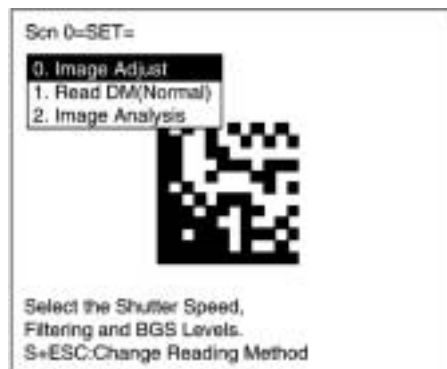 Scn 0=SET=
0. Image Adjust
1. Read DM(Normal)
2. Image Analysis
Select the Shutter Speed,
Filtering and BGS Levels.
S+ESC:Change Reading Method